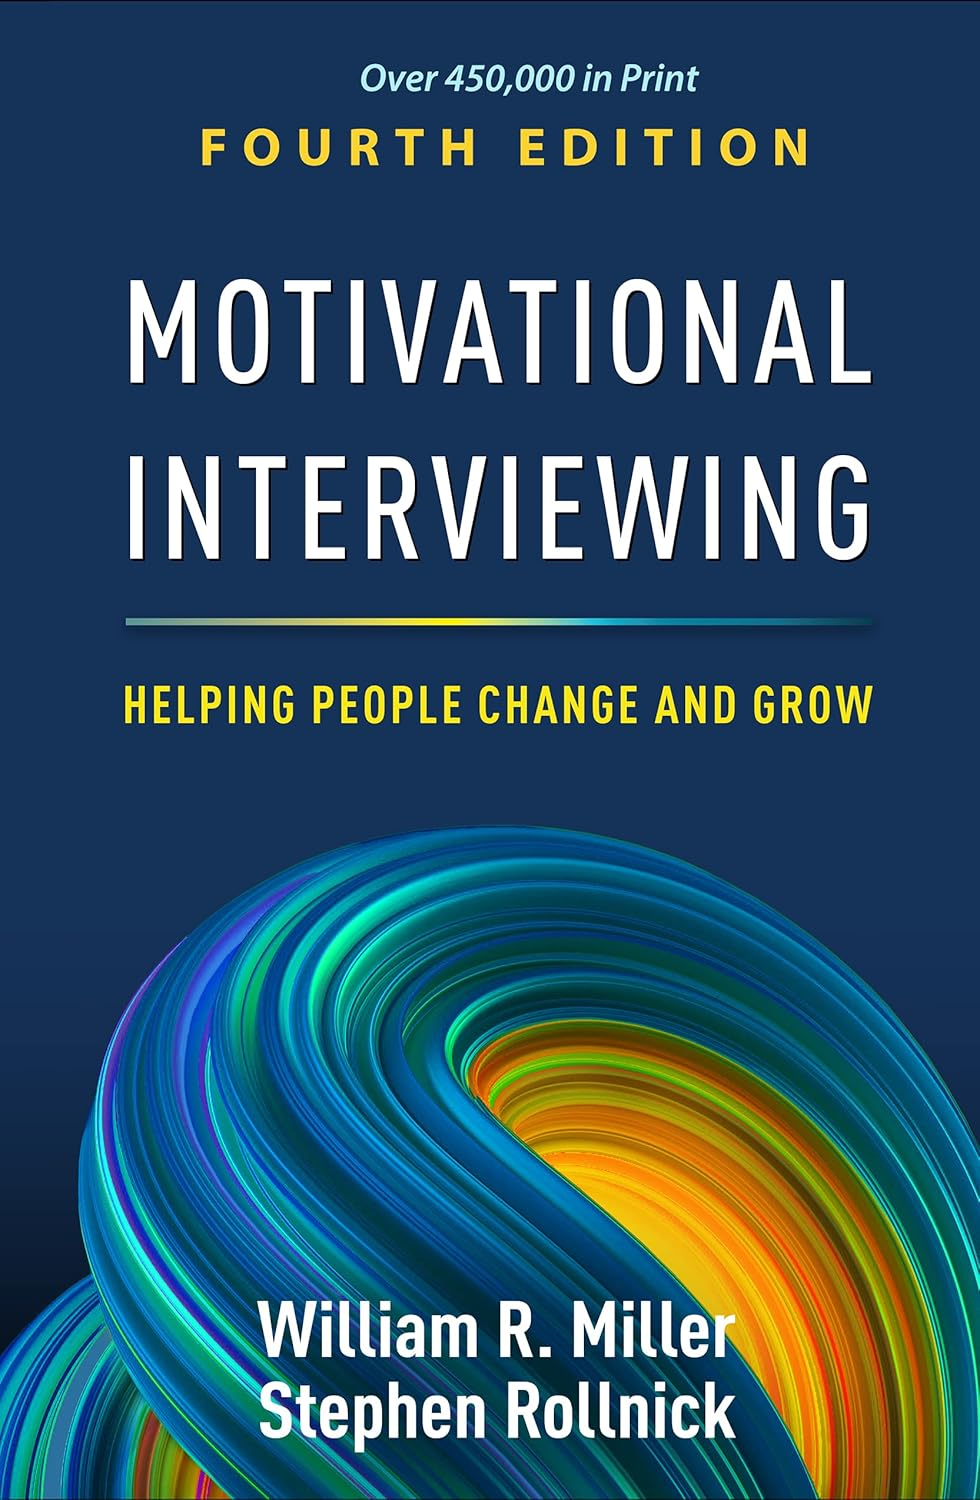 Over 450,000 in Print
FOURTH EDITION
MOTIVATIONAL
INTERVIEWING
HELPING PEOPLE CHANGE AND GROW
William R. Miller
Stephen Rollnick